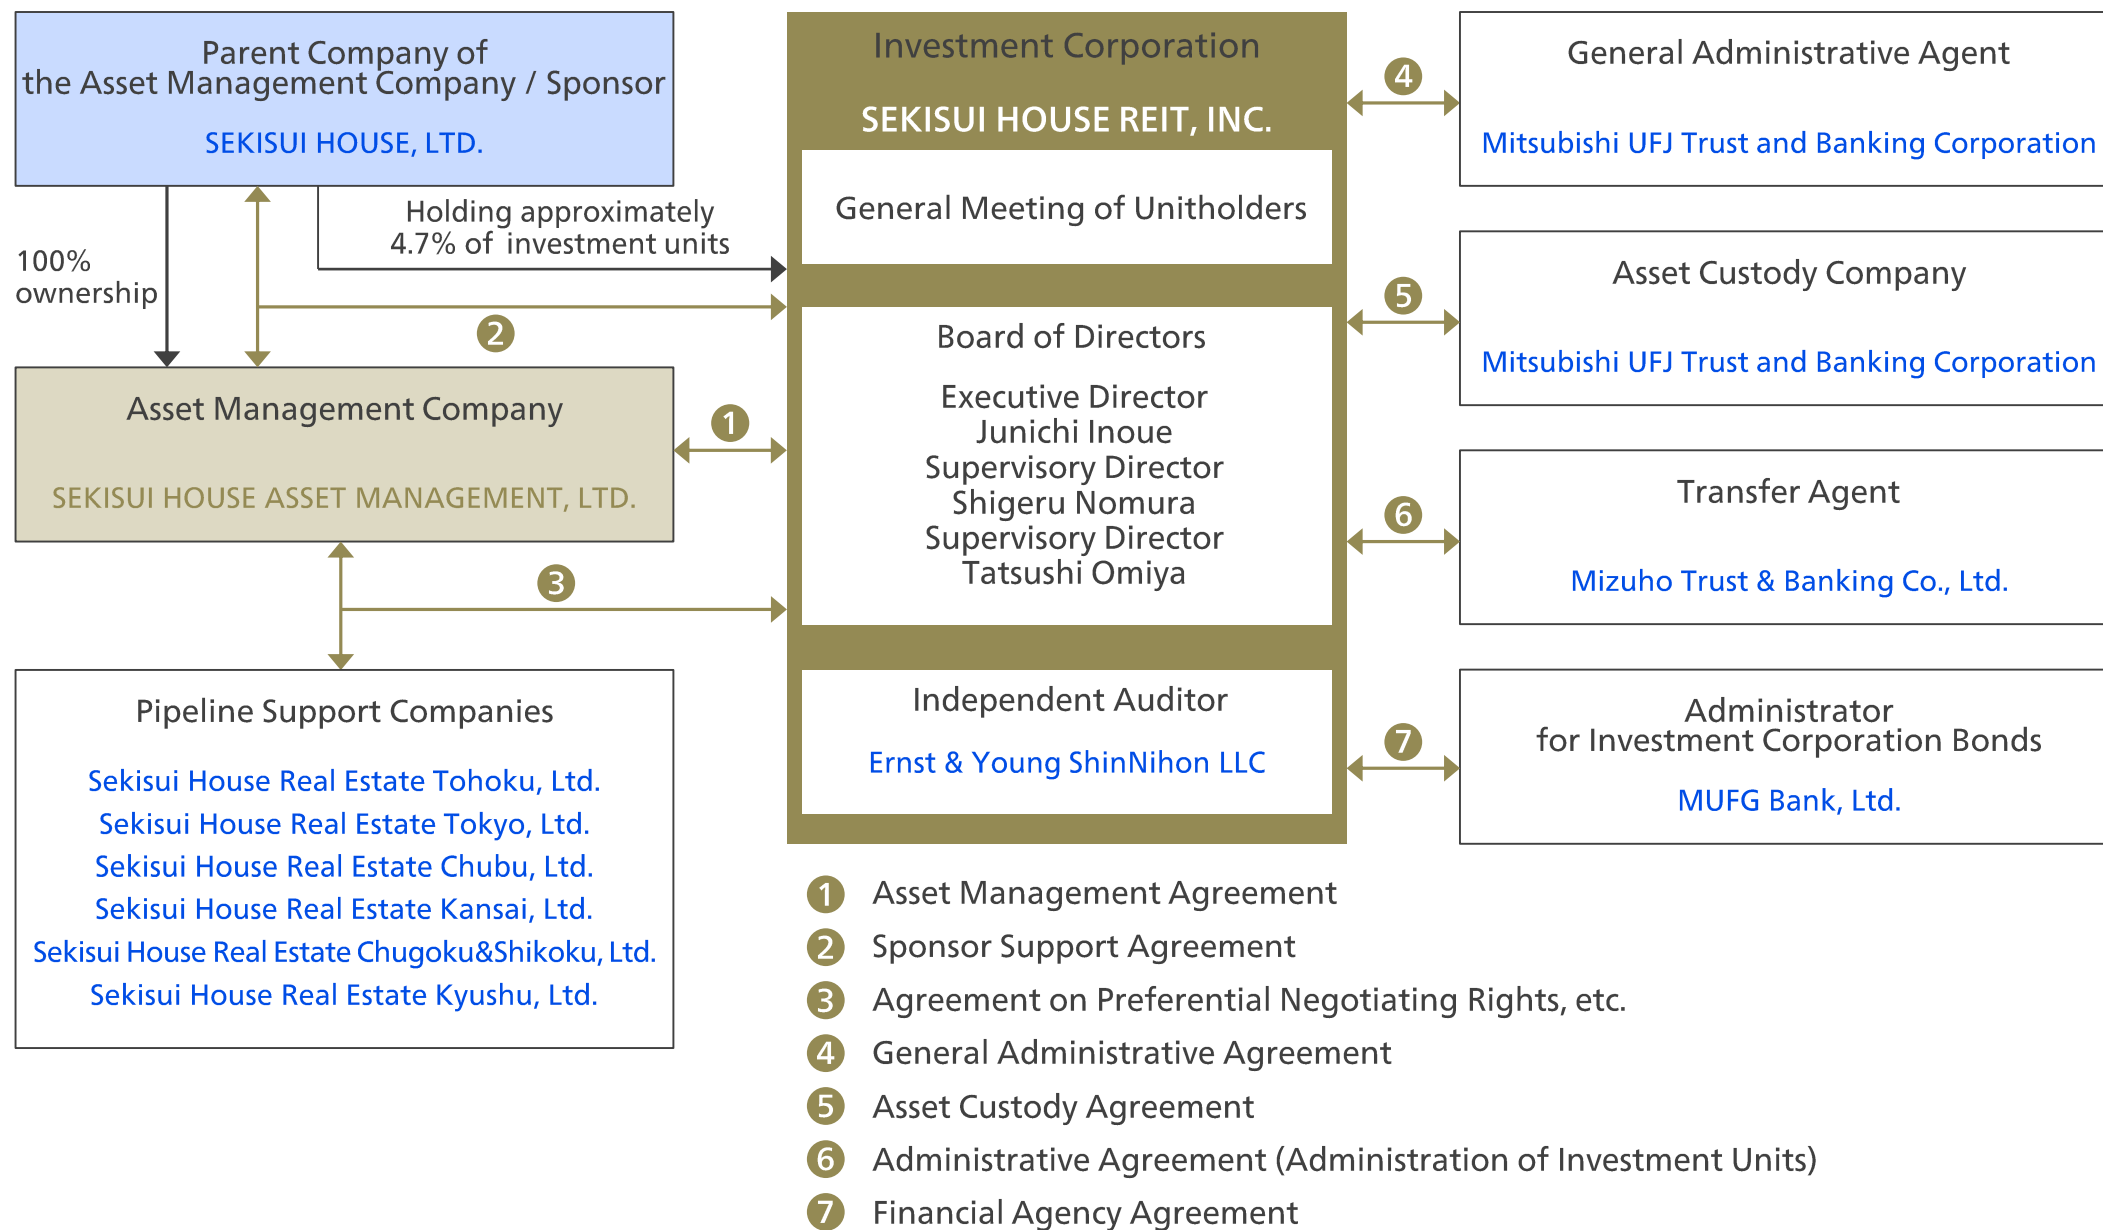 Parent Company of
the Asset Management Company / Sponsor
SEKISUI HOUSE, LTD.
100%
ownership
Holding approximately
4.7% of investment units
2
Asset Management Company
SEKISUI HOUSE ASSET MANAGEMENT, LTD.
1
3
Pipeline Support Companies
Sekisui House Real Estate Tohoku, Ltd.
Sekisui House Real Estate Tokyo, Ltd.
Sekisui House Real Estate Chubu, Ltd.
Sekisui House Real Estate Kansai, Ltd.
Sekisui House Real Estate Chugoku&Shikoku, Ltd.
Sekisui House Real Estate Kyushu, Ltd.
Investment Corporation
SEKISUI HOUSE REIT, INC.
General Meeting of Unitholders
Board of Directors
Executive Director
Junichi Inoue
Supervisory Director
Shigeru Nomura
Supervisory Director
Tatsushi Omiya
Independent Auditor
Ernst & Young ShinNihon LLC
4
General Administrative Agent
Mitsubishi UFJ Trust and Banking Corporation
5
Asset Custody Company
Mitsubishi UFJ Trust and Banking Corporation
6
Transfer Agent
Mizuho Trust & Banking Co., Ltd.
7
Administrator
for Investment Corporation Bonds
MUFG Bank, Ltd.
1 Asset Management Agreement
2 Sponsor Support Agreement
3 Agreement on Preferential Negotiating Rights, etc.
4 General Administrative Agreement
5 Asset Custody Agreement
6 Administrative Agreement (Administration of Investment Units)
7 Financial Agency Agreement